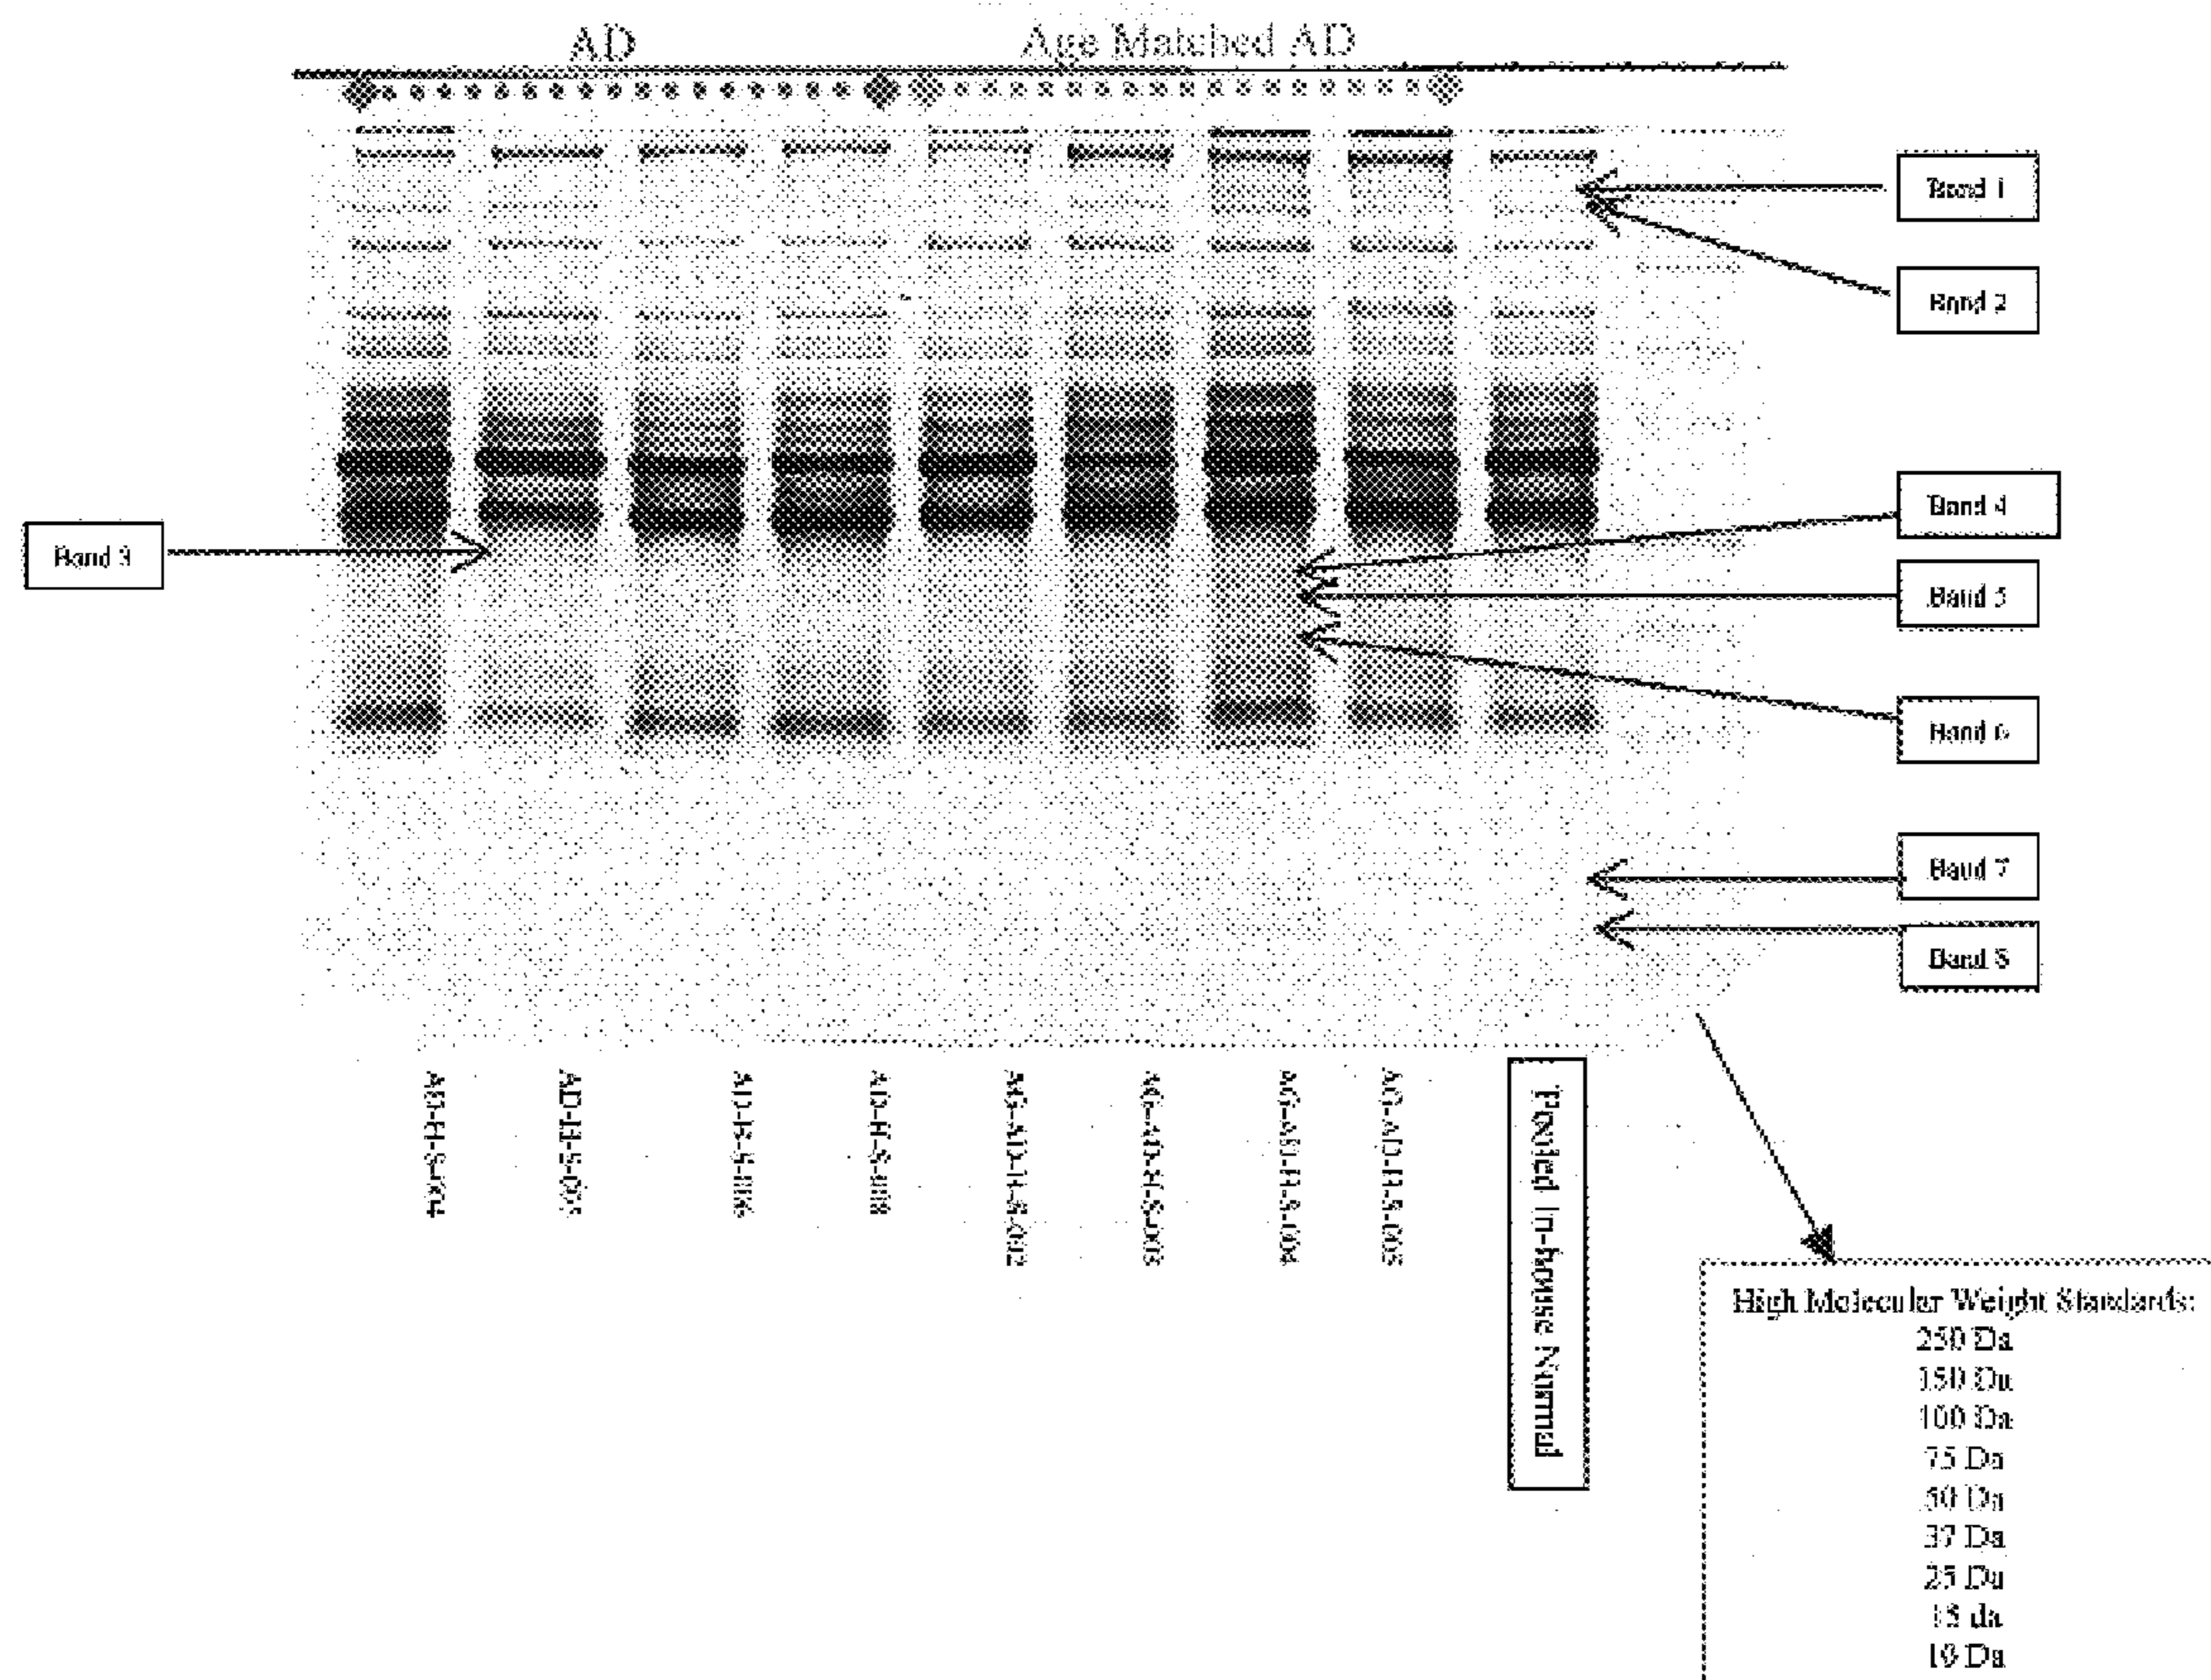 AD
Age Matched AD
Band 1
Band 2
Band 4
Band 3
Band 5
Band 6
Band 7
Band 8
AD-H-S-004
AD-H-S-005
AD-H-S-006
AD-H-S-008
AG-AD-H-S-002
AG-AD-H-S-003
AG-AD-H-S-004
AG-AD-H-S-005
Pooled In-house Normal
High Molecular Weight Standards:
250 Da
150 Da
100 Da
75 Da
50 Da
37 Da
25 Da
15 da
10 Da